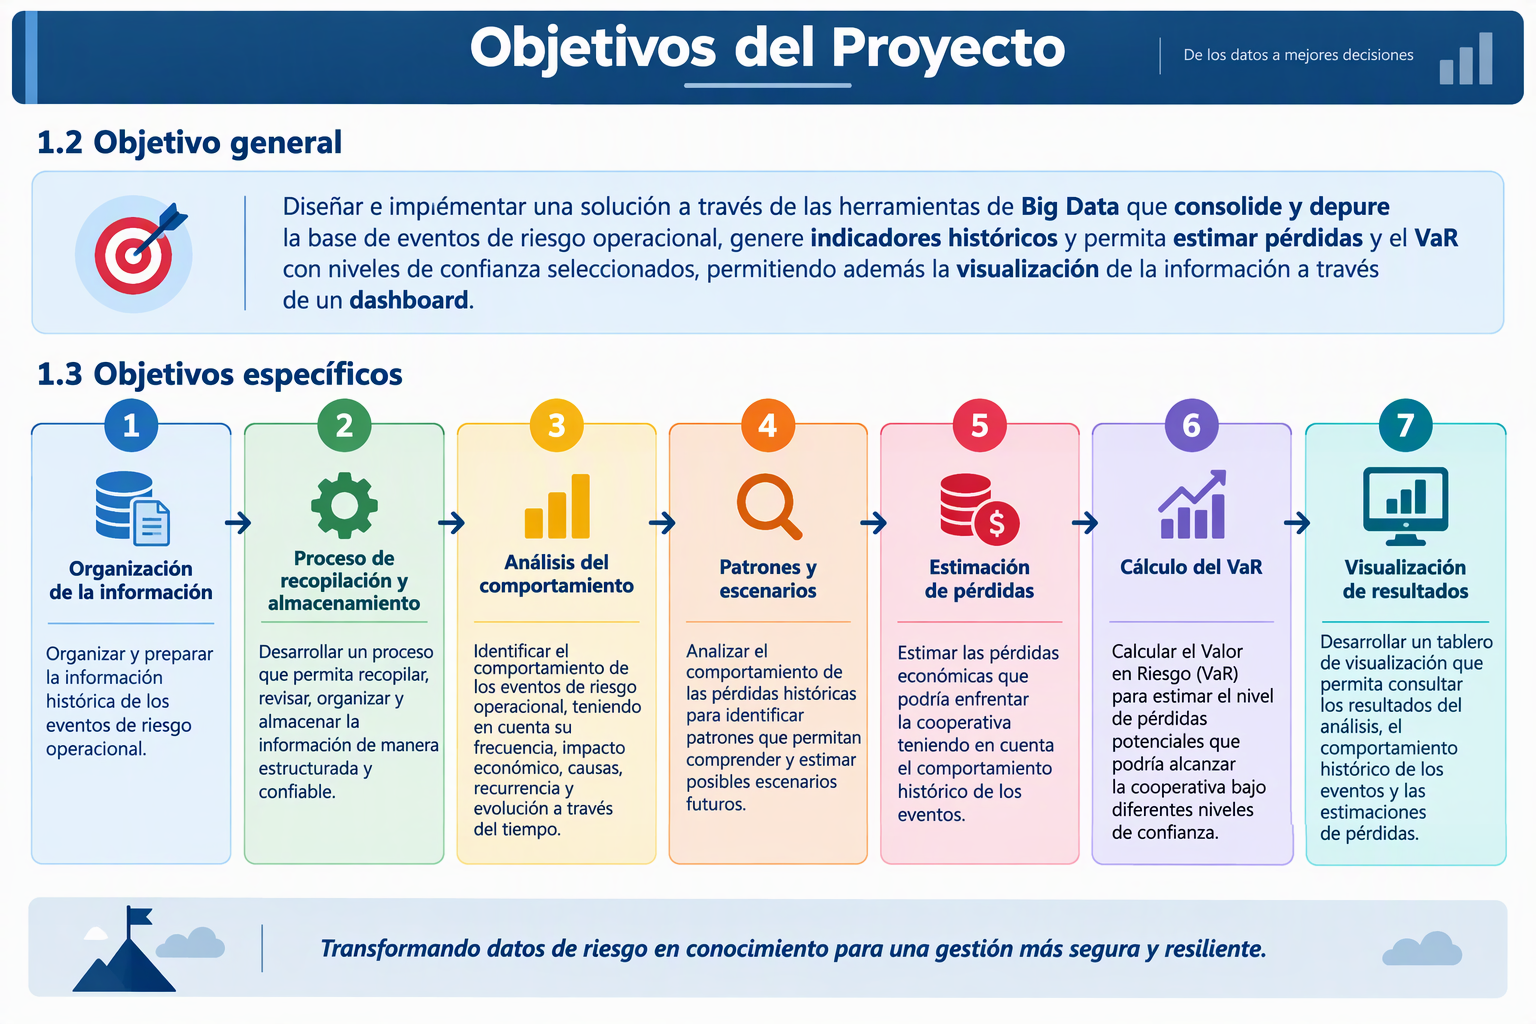 Objetivos del Proyecto
De los datos a mejores decisiones
1.2 Objetivo general
Diseñar e implémentar una solución a través de las herramientas de Big Data que consolide y depure
la base de eventos de riesgo operacional, genere indicadores históricos y permita estimar pérdidas y el VaR
con niveles de confianza seleccionados, permitiendo además la visualización de la información a través
de un dashboard.
1.3 Objetivos específicos
1
Organización
de la información
Organizar y preparar
la información
histórica de los
eventos de riesgo
operacional.
2
Proceso de
recopilación y
almacenamiento
Desarrollar un proceso
que permita recopilar,
revisar, organizar y
almacenar la
información de manera
estructurada y
confiable.
3
Análisis del
comportamiento
Identificar el
comportamiento de
los eventos de riesgo
operacional, teniendo
en cuenta su
frecuencia, impacto
económico, causas,
recurrencia y
evolución a través
del tiempo.
4
Patrones y
escenarios
Analizar el
comportamiento de
las pérdidas históricas
para identificar
patrones que permitan
comprender y estimar
posibles escenarios
futuros.
5
$
Estimación
de pérdidas
Estimar las pérdidas
económicas que
podría enfrentar
la cooperativa
teniendo en cuenta
el comportamiento
histórico de los
eventos.
6
Cálculo del VaR
Calcular el Valor
en Riesgo (VaR)
para estimar el nivel
de pérdidas
potenciales que
podría alcanzar
la cooperativa bajo
diferentes niveles
de confianza.
7
Visualización
de resultados
Desarrollar un tablero
de visualización que
permita consultar
los resultados del
análisis, el
comportamiento
histórico de los
eventos y las
estimaciones
de pérdidas.
Transformando datos de riesgo en conocimiento para una gestión más segura y resiliente.